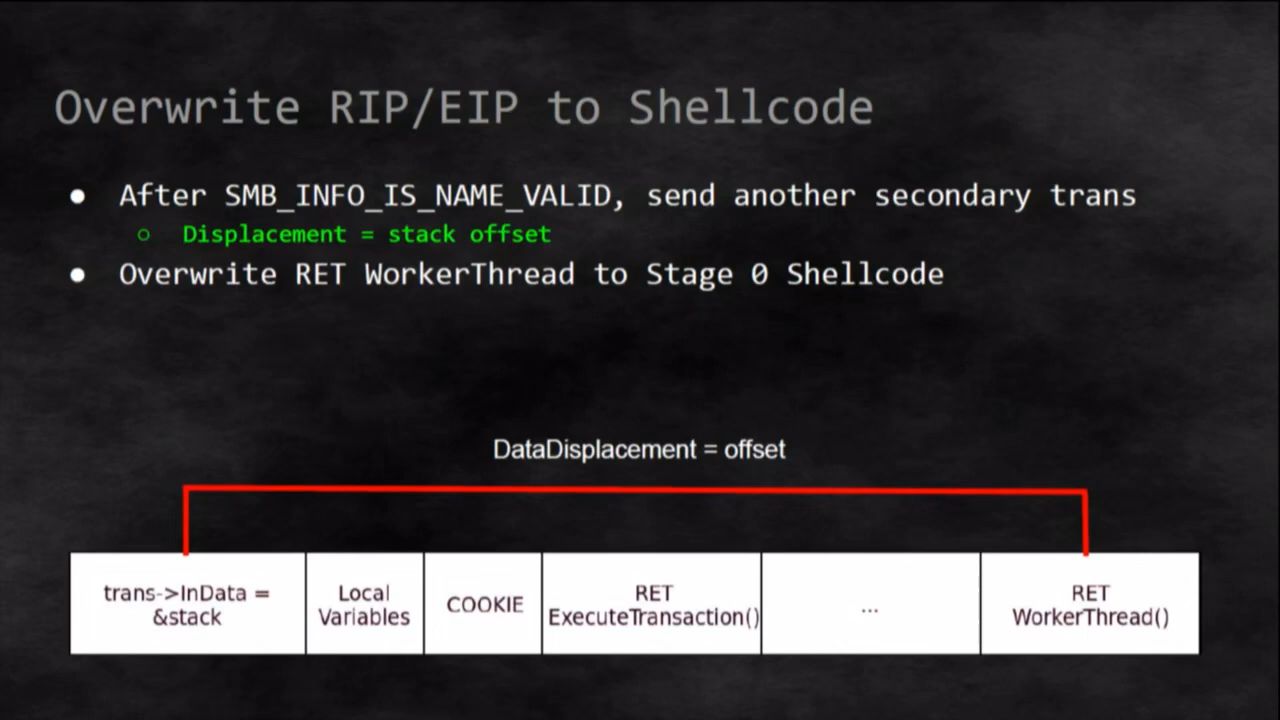 Overwrite RIP/EIP to Shellcode
● After SMB_INFO_IS_NAME_VALID, send another secondary trans
○ Displacement = stack offset
● Overwrite RET WorkerThread to Stage 0 Shellcode
DataDisplacement = offset
trans->InData =
&stack
Local
Variables
COOKIE
RET
ExecuteTransaction()
...
RET
WorkerThread()